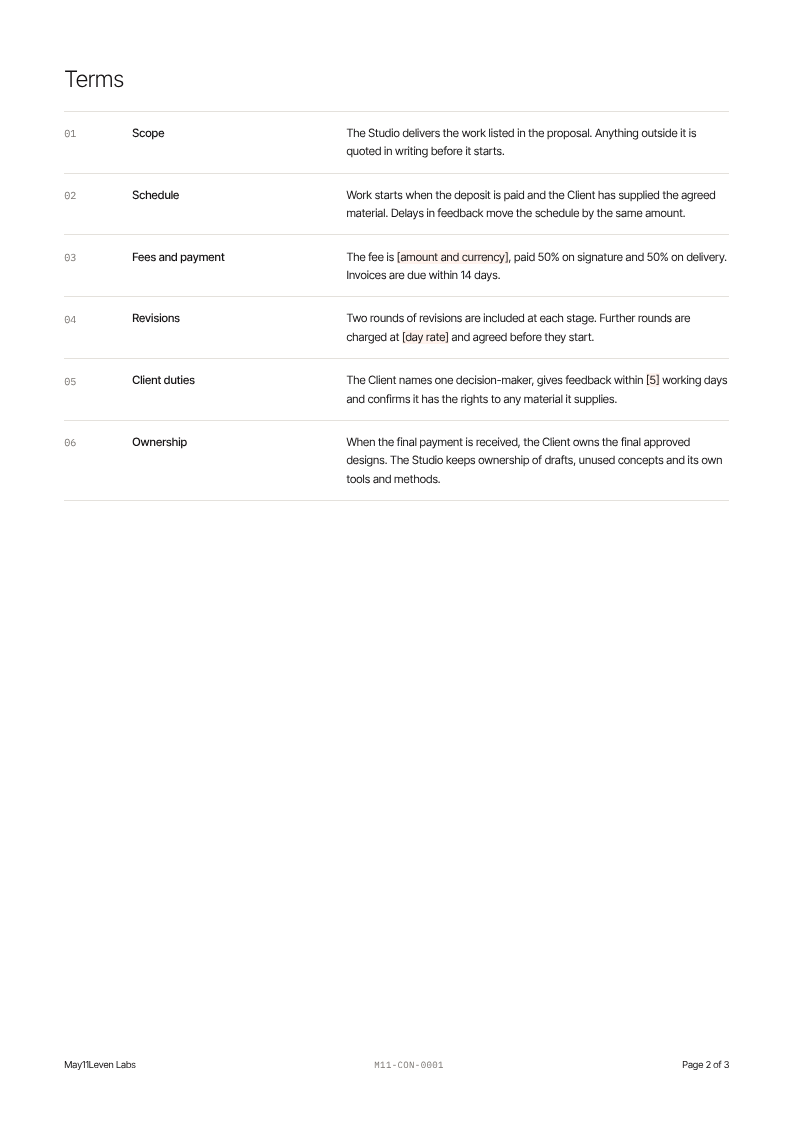 Terms
01 Scope The Studio delivers the work listed in the proposal. Anything outside it is
quoted in writing before it starts.
02 Schedule Work starts when the deposit is paid and the Client has supplied the agreed
material. Delays in feedback move the schedule by the same amount.
03 Fees and payment The fee is [amount and currency], paid 50% on signature and 50% on delivery.
Invoices are due within 14 days.
04 Revisions Two rounds of revisions are included at each stage. Further rounds are
charged at [day rate] and agreed before they start.
05 Client duties The Client names one decision-maker, gives feedback within [5] working days
and confirms it has the rights to any material it supplies.
06 Ownership When the final payment is received, the Client owns the final approved
designs. The Studio keeps ownership of drafts, unused concepts and its own
tools and methods.
May11Leven Labs M11-CON-0001 Page 2 of 3